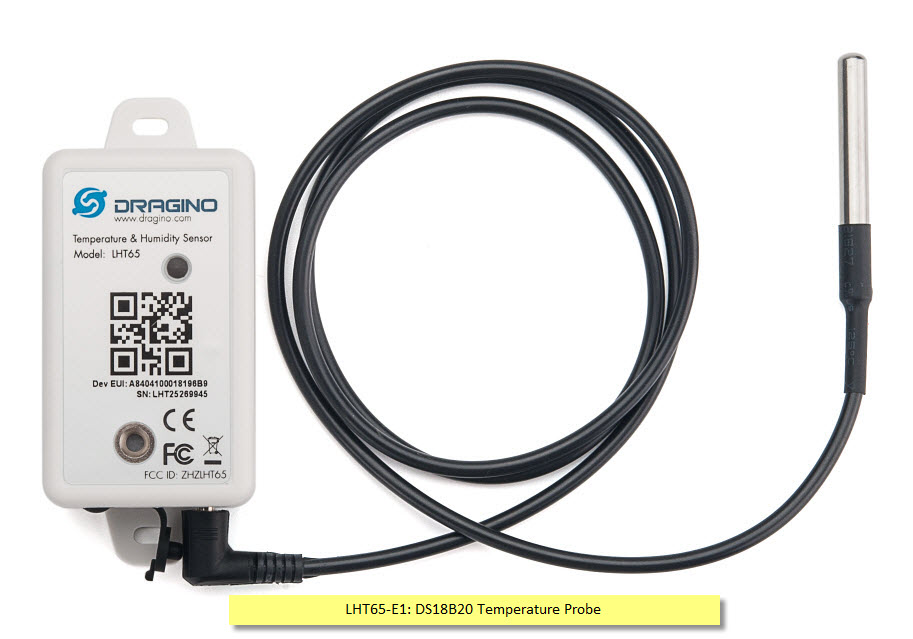 DRAGINO
www.dragino.com
Temperature & Humidity Sensor
Model: LHT65
Dev EUI: A8404100018196B9
SN: LHT25269945
CE
FC
FCC ID: ZHZLHT65
LHT65-E1: DS18B20 Temperature Probe